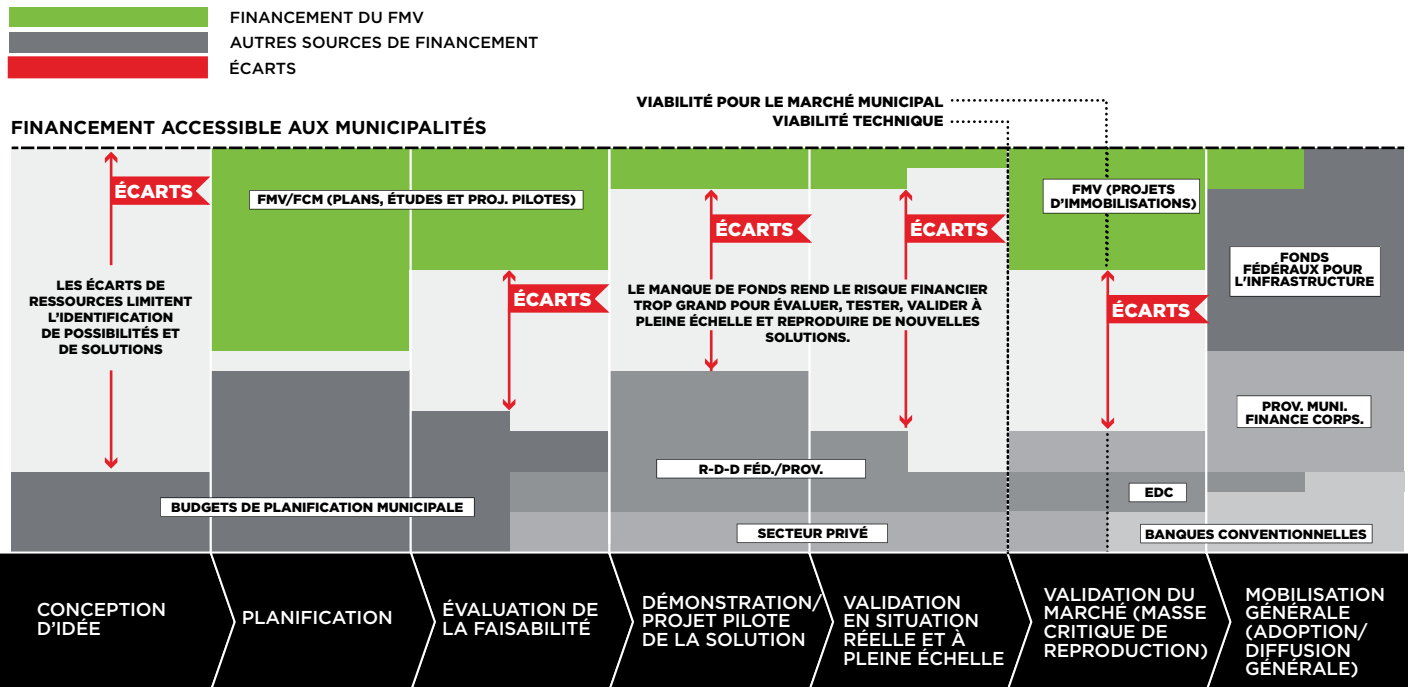 FINANCEMENT DU FMV
AUTRES SOURCES DE FINANCEMENT
ÉCARTS
VIABILITÉ POUR LE MARCHÉ MUNICIPAL
VIABILITÉ TECHNIQUE
FINANCEMENT ACCESSIBLE AUX MUNICIPALITÉS
ÉCARTS
LES ÉCARTS DE
RESSOURCES LIMITENT
L'IDENTIFICATION
DE POSSIBILITÉS ET
DE SOLUTIONS
FMV/FCM (PLANS, ÉTUDES ET PROJ. PILOTES)
ÉCARTS
ÉCARTS
ÉCARTS
LE MANQUE DE FONDS REND LE RISQUE FINANCIER
TROP GRAND POUR ÉVALUER, TESTER, VALIDER À
PLEINE ÉCHELLE ET REPRODUIRE DE NOUVELLES
SOLUTIONS.
FMV (PROJETS
D'IMMOBILISATIONS)
ÉCARTS
FONDS
FÉDÉRAUX POUR
L'INFRASTRUCTURE
PROV. MUNI.
FINANCE CORPS.
R-D-D FÉD./PROV.
EDC
BUDGETS DE PLANIFICATION MUNICIPALE
SECTEUR PRIVÉ
BANQUES CONVENTIONNELLES
CONCEPTION
D'IDÉE
PLANIFICATION
ÉVALUATION DE
LA FAISABILITÉ
DÉMONSTRATION/
PROJET PILOTE
DE LA SOLUTION
VALIDATION
EN SITUATION
RÉELLE ET À
PLEINE ÉCHELLE
VALIDATION DU
MARCHÉ (MASSE
CRITIQUE DE
REPRODUCTION)
MOBILISATION
GÉNÉRALE
(ADOPTION/
DIFFUSION
GÉNÉRALE)